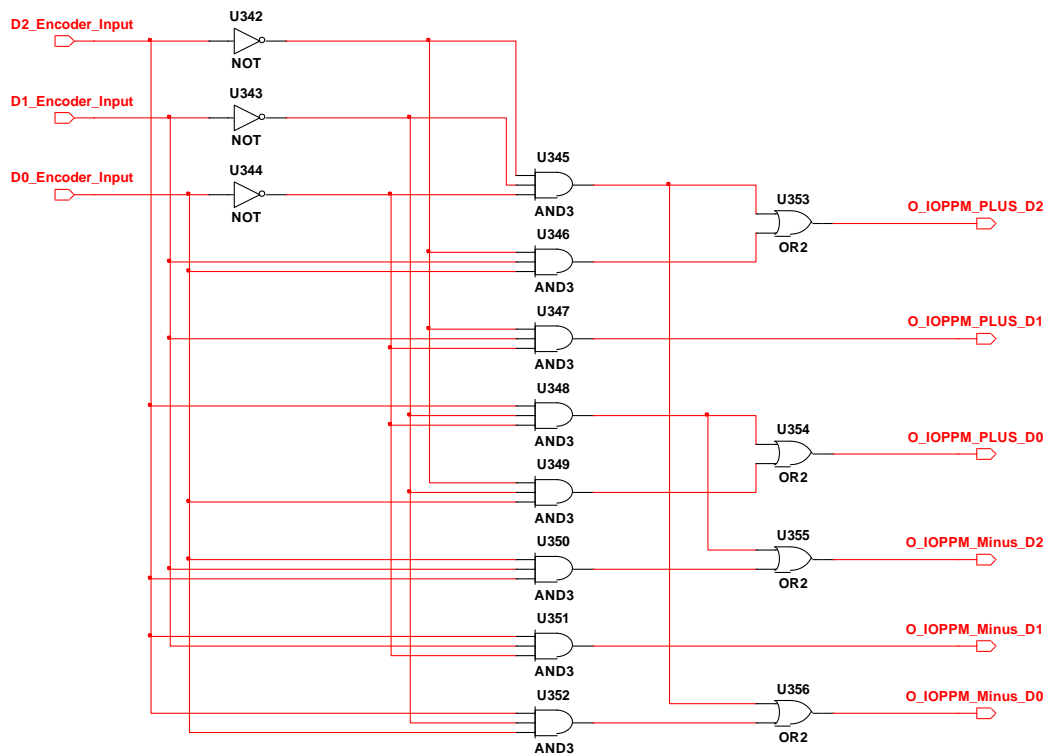 U342
D2_Encoder_Input
NOT
U343
D1_Encoder_Input
NOT
U344
D0_Encoder_Input
NOT
U345
AND3
U353
O_IOPPM_PLUS_D2
OR2
U346
AND3
U347
O_IOPPM_PLUS_D1
AND3
U348
AND3
U354
O_IOPPM_PLUS_D0
OR2
U349
AND3
U355
O_IOPPM_Minus_D2
OR2
U350
AND3
U351
O_IOPPM_Minus_D1
AND3
U352
AND3
U356
O_IOPPM_Minus_D0
OR2